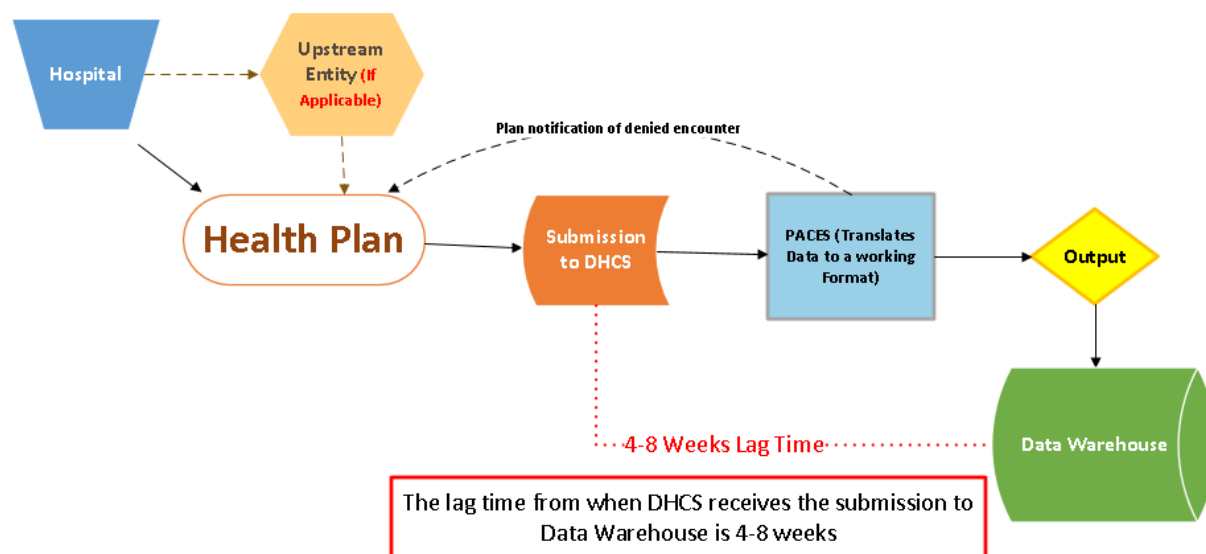 Hospital
Upstream
Entity (If
Applicable)
Plan notification of denied encounter
Health Plan
Submission
to DHCS
PACES (Translates
Data to a working
Format)
Output
4-8 Weeks Lag Time
Data Warehouse
The lag time from when DHCS receives the submission to
Data Warehouse is 4-8 weeks